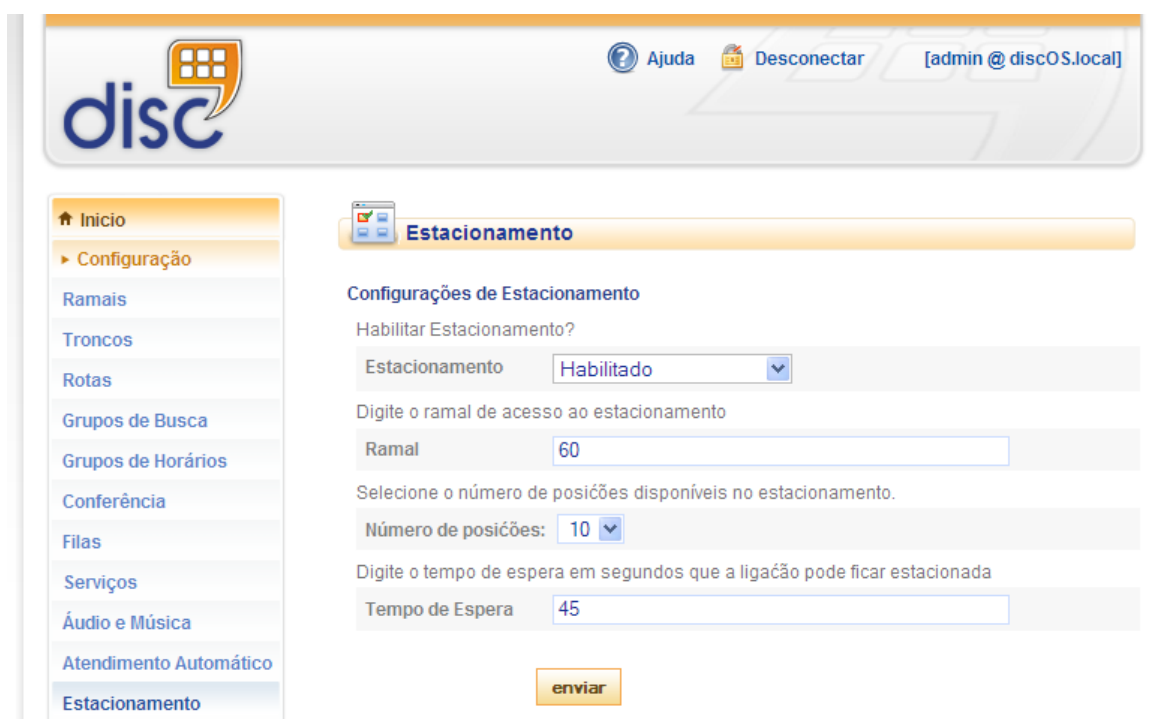 disc
Ajuda Desconectar [admin @ discOS.local]
Inicio
Configuração
Ramais
Troncos
Rotas
Grupos de Busca
Grupos de Horários
Conferência
Filas
Serviços
Áudio e Música
Atendimento Automático
Estacionamento
Estacionamento
Configurações de Estacionamento
Habilitar Estacionamento?
Estacionamento Habilitado
Digite o ramal de acesso ao estacionamento
Ramal 60
Selecione o número de posićões disponíveis no estacionamento.
Número de posićões: 10
Digite o tempo de espera em segundos que a ligaćão pode ficar estacionada
Tempo de Espera 45
enviar